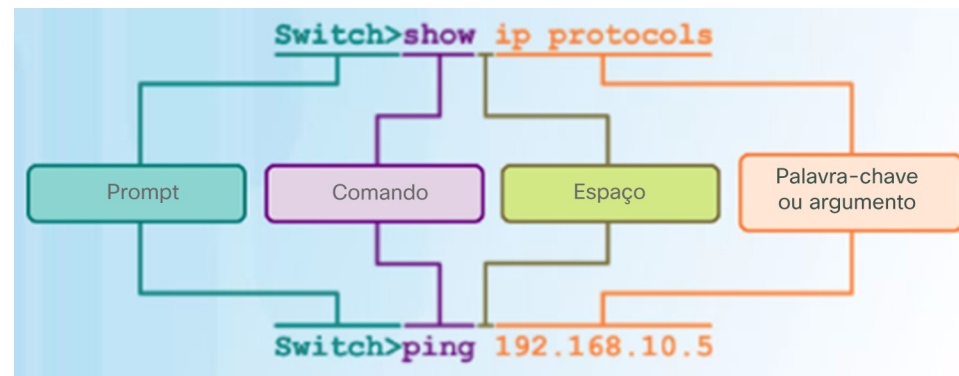 Switch>show ip protocols
Prompt
Comando
Espaço
Palavra-chave
ou argumento
Switch>ping 192.168.10.5